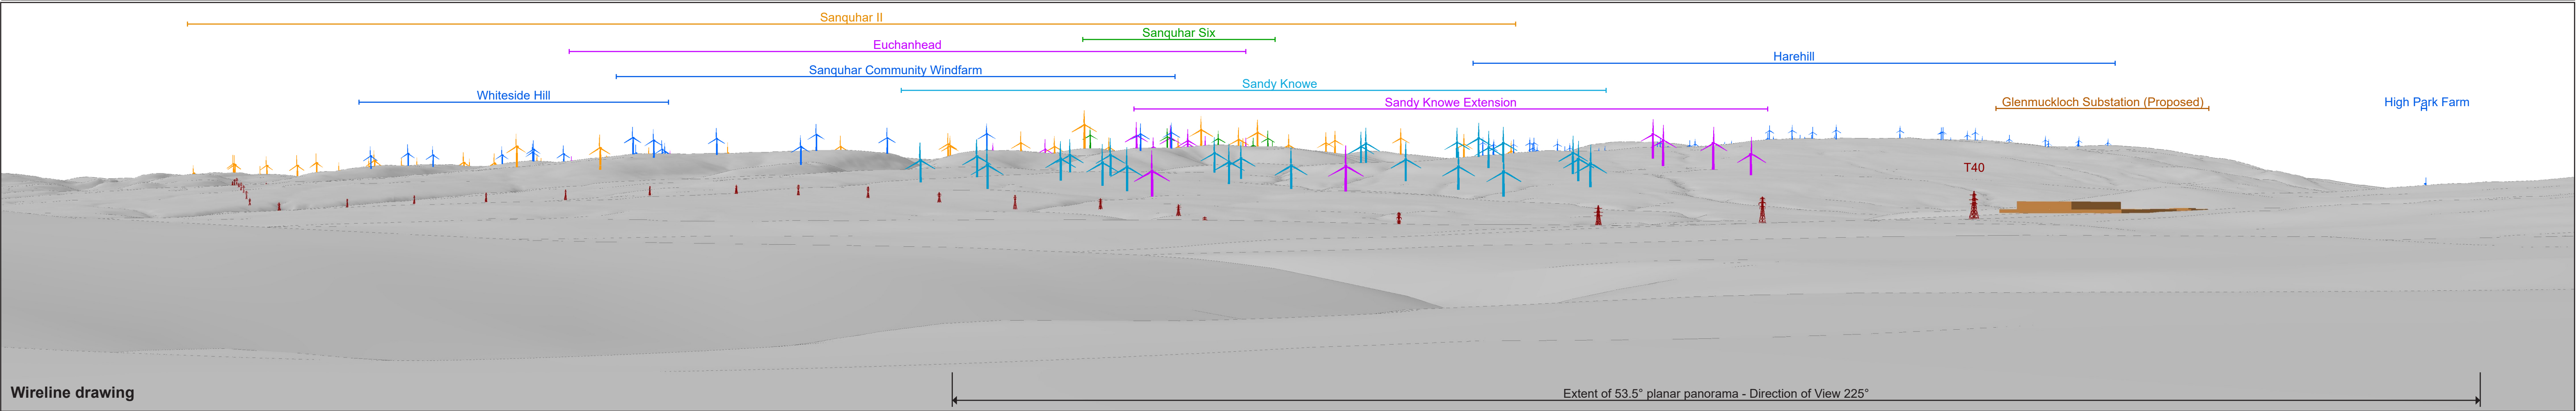 Sanquhar II
Sanquhar Six
Euchanhead
Harehill
Sanquhar Community Windfarm
Sandy Knowe
Whiteside Hill
Sandy Knowe Extension
Glenmuckloch Substation (Proposed)
High Park Farm
T40
Wireline drawing
Extent of 53.5° planar panorama - Direction of View 225°